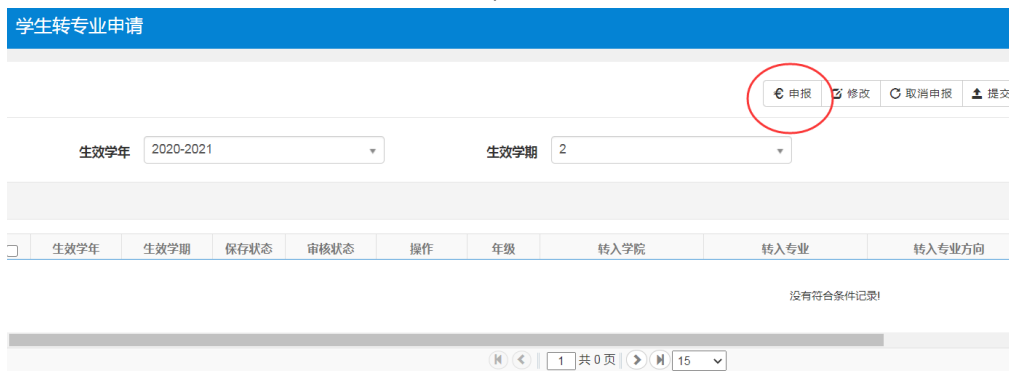 学生转专业申请
申报 修改 取消申报 提交
生效学年 2020-2021 生效学期 2
生效学年 生效学期 保存状态 审核状态 操作 年级 转入学院 转入专业 转入专业方向
没有符合条件记录!
1 共 0 页 15